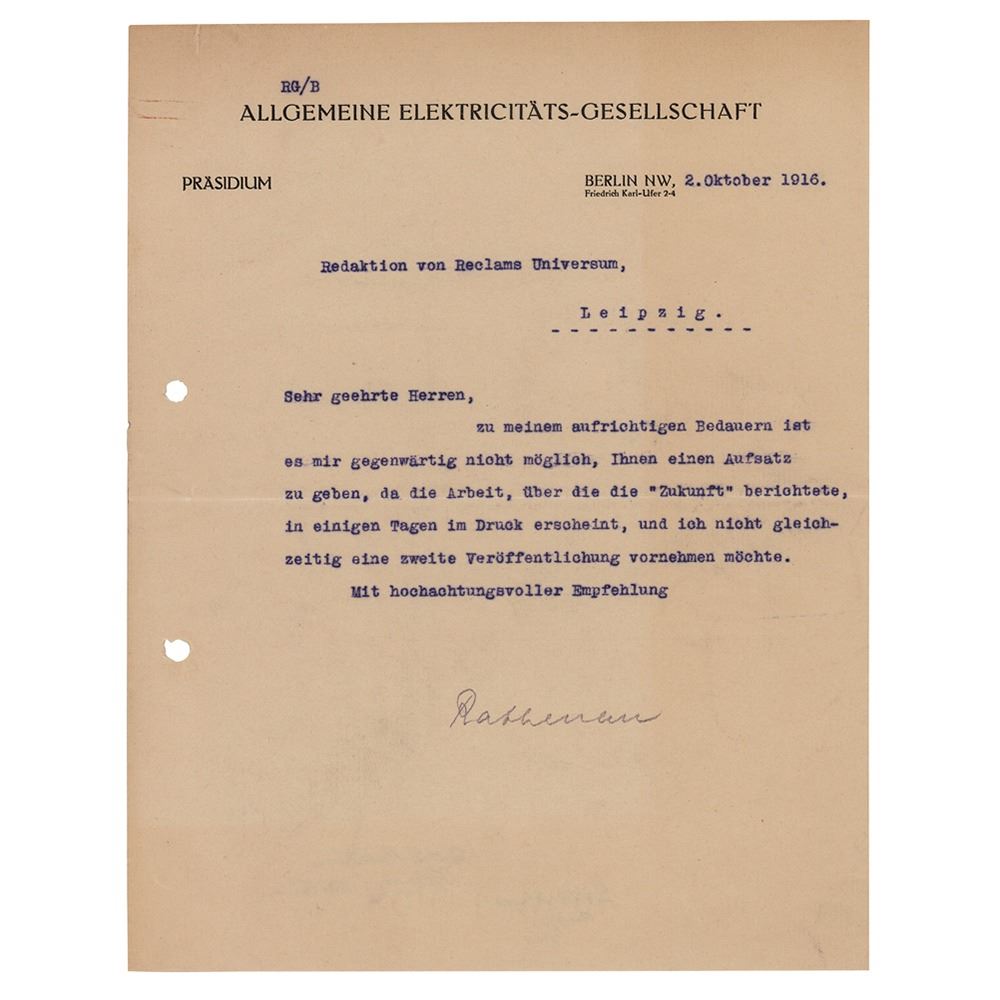 RG/B
ALLGEMEINE ELEKTRICITÄTS-GESELLSCHAFT
PRÄSIDIUM
BERLIN NW, 2.Oktober 1916.
Friedrich Karl-Ufer 2-4
Redaktion von Reclams Universum,
Leipzig.
Sehr geehrte Herren,
zu meinem aufrichtigen Bedauern ist
es mir gegenwärtig nicht möglich, Ihnen einen Aufsatz
zu geben, da die Arbeit, über die die "Zukunft" berichtete,
in einigen Tagen im Druck erscheint, und ich nicht gleich-
zeitig eine zweite Veröffentlichung vornehmen möchte.
Mit hochachtungsvoller Empfehlung
Rathenau